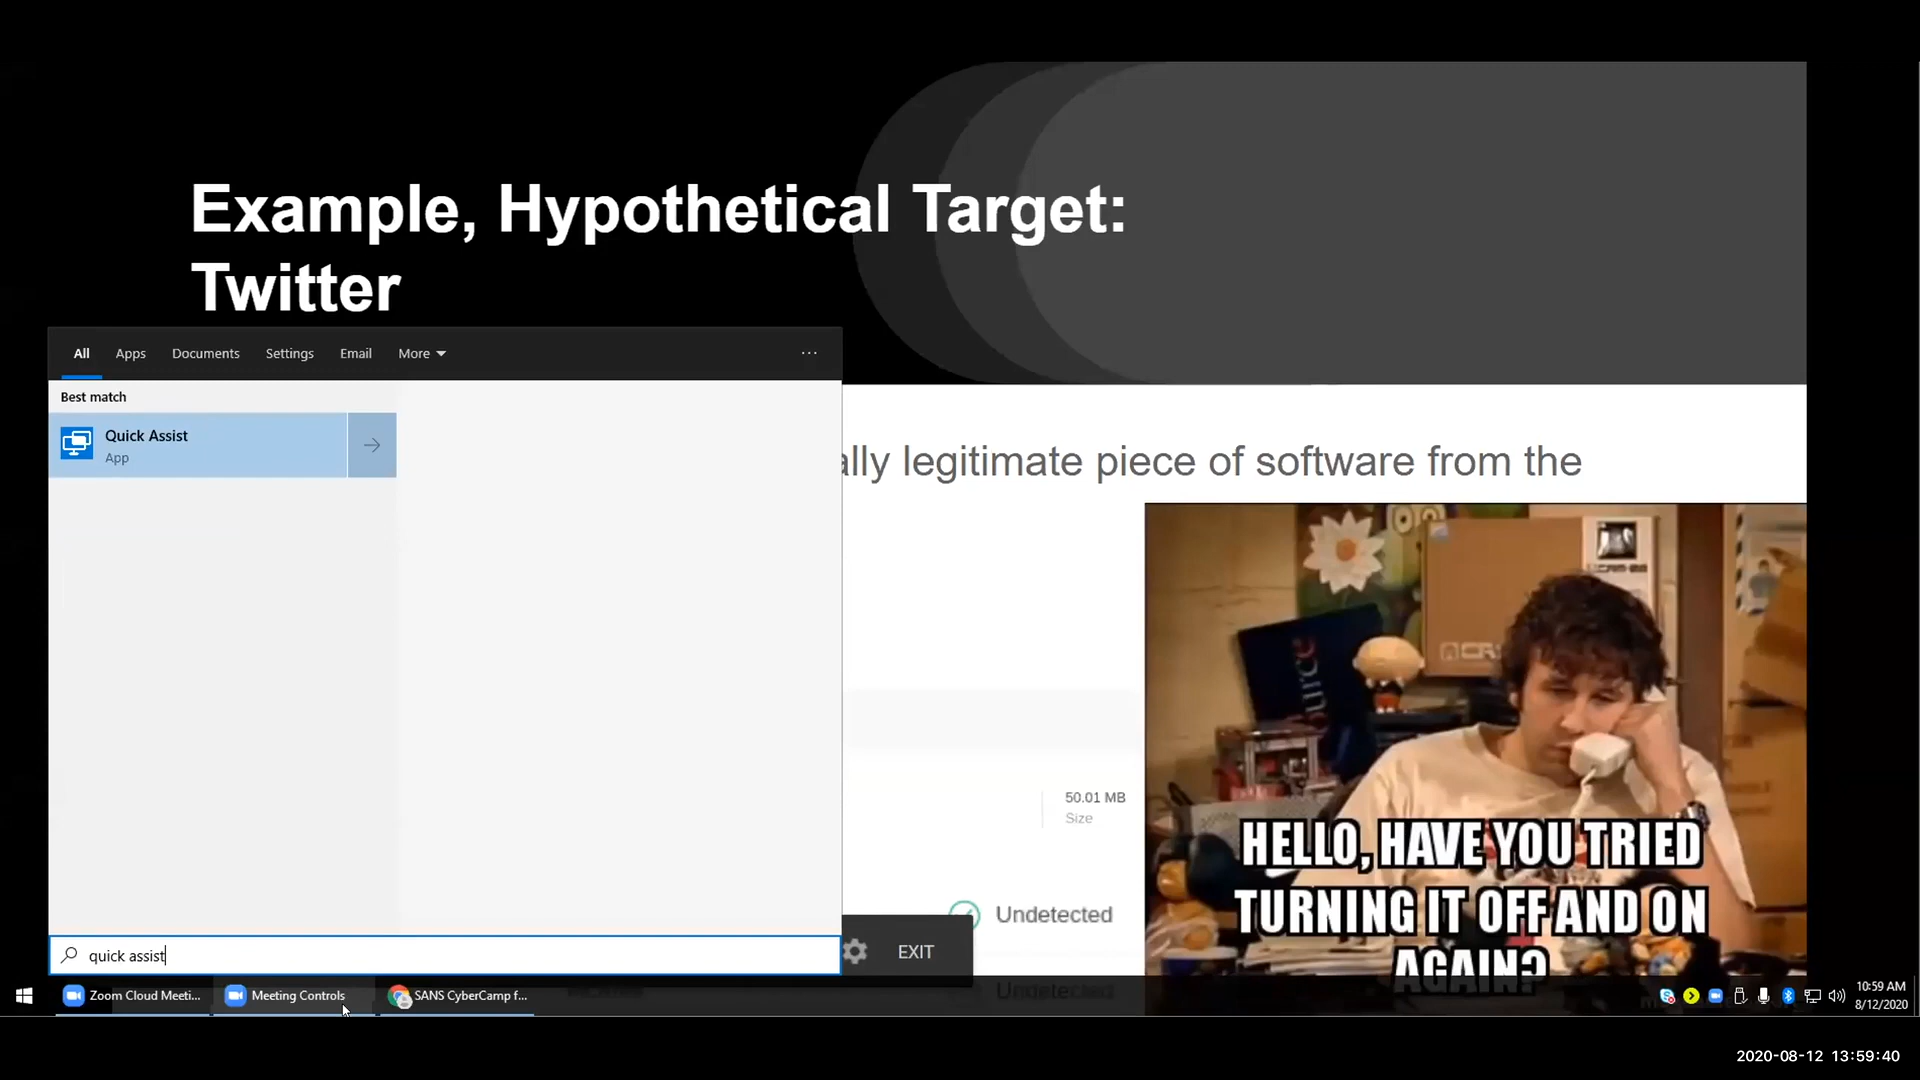 Example, Hypothetical Target:
Twitter
All
Apps
Documents
Settings
Email
More
Best match
Quick Assist
App
ally legitimate piece of software from the
50.01 MB
Size
Undetected
HELLO, HAVE YOU TRIED
TURNING IT OFF AND ON
AGAIN?
quick assist
EXIT
Undetected
Zoom Cloud Meeti...
Meeting Controls
SANS CyberCamp f...
10:59 AM
8/12/2020
2020-08-12 13:59:40